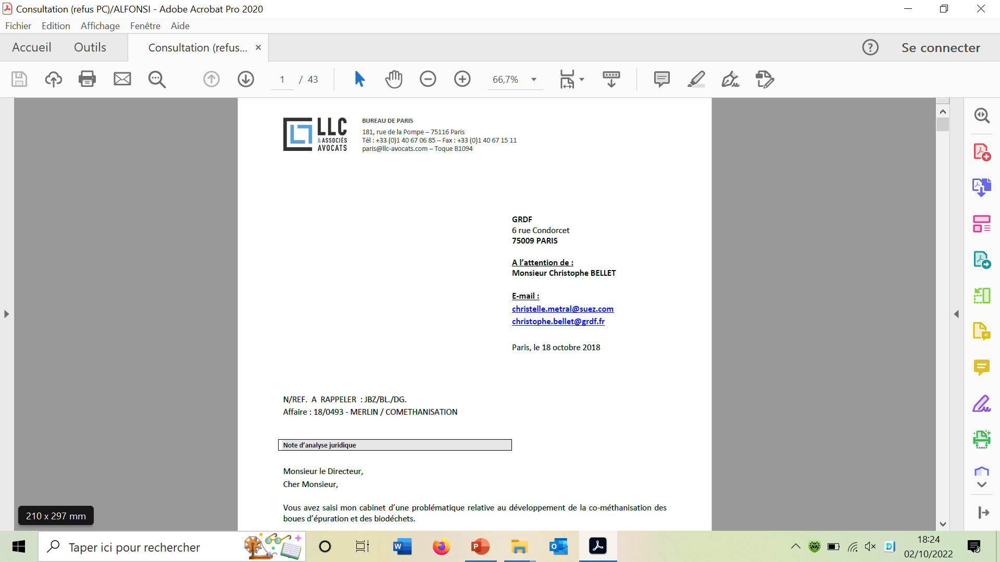 Consultation (refus PC)/ALFONSI - Adobe Acrobat Pro 2020
Fichier Edition Affichage Fenêtre Aide
Accueil Outils Consultation (refus... × ? Se connecter
1 / 43 66,7%
LLC
& ASSOCIÉS
AVOCATS
BUREAU DE PARIS
181, rue de la Pompe – 75116 Paris
Tél : +33 (0)1 40 67 06 85 – Fax : +33 (0)1 40 67 15 11
paris@llc-avocats.com – Toque B1094
GRDF
6 rue Condorcet
75009 PARIS
A l’attention de :
Monsieur Christophe BELLET
E-mail :
christelle.metral@suez.com
christophe.bellet@grdf.fr
Paris, le 18 octobre 2018
N/REF. A RAPPELER : JBZ/BL./DG.
Affaire : 18/0493 - MERLIN / COMETHANISATION
Note d’analyse juridique
Monsieur le Directeur,
Cher Monsieur,
Vous avez saisi mon cabinet d’une problématique relative au développement de la co-méthanisation des
boues d’épuration et des biodéchets.
210 x 297 mm
Taper ici pour rechercher
18:24
02/10/2022